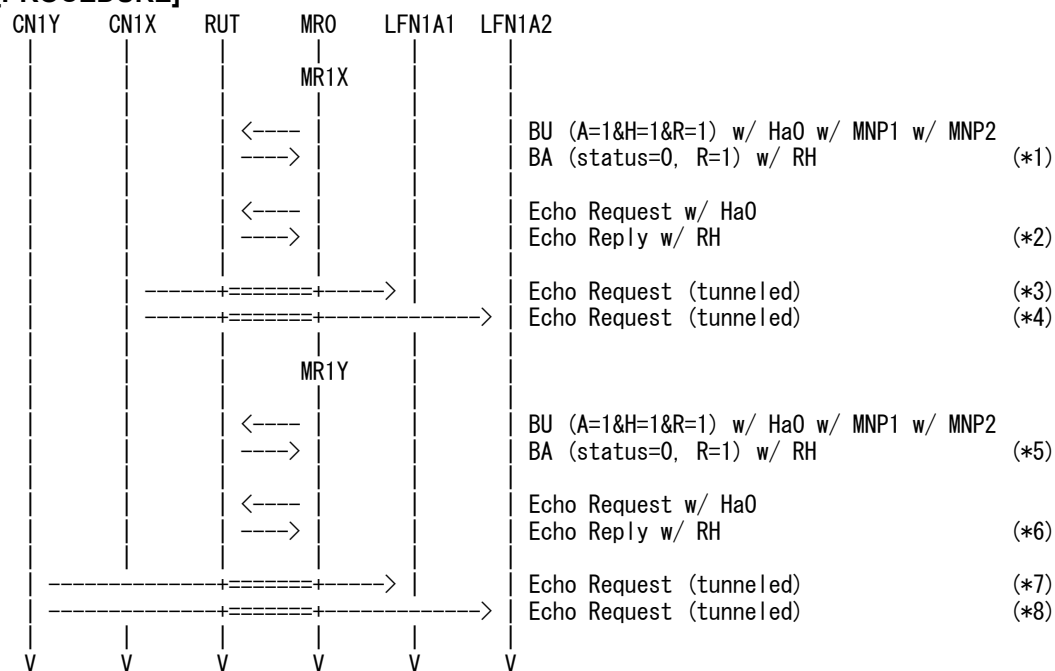 [PROCEDURE]
CN1Y CN1X RUT MR0 LFN1A1 LFN1A2
MR1X
BU (A=1&H=1&R=1) w/ HaO w/ MNP1 w/ MNP2
BA (status=0, R=1) w/ RH (*1)
Echo Request w/ HaO
Echo Reply w/ RH (*2)
Echo Request (tunneled) (*3)
Echo Request (tunneled) (*4)
MR1Y
BU (A=1&H=1&R=1) w/ HaO w/ MNP1 w/ MNP2
BA (status=0, R=1) w/ RH (*5)
Echo Request w/ HaO
Echo Reply w/ RH (*6)
Echo Request (tunneled) (*7)
Echo Request (tunneled) (*8)
V V V V V V